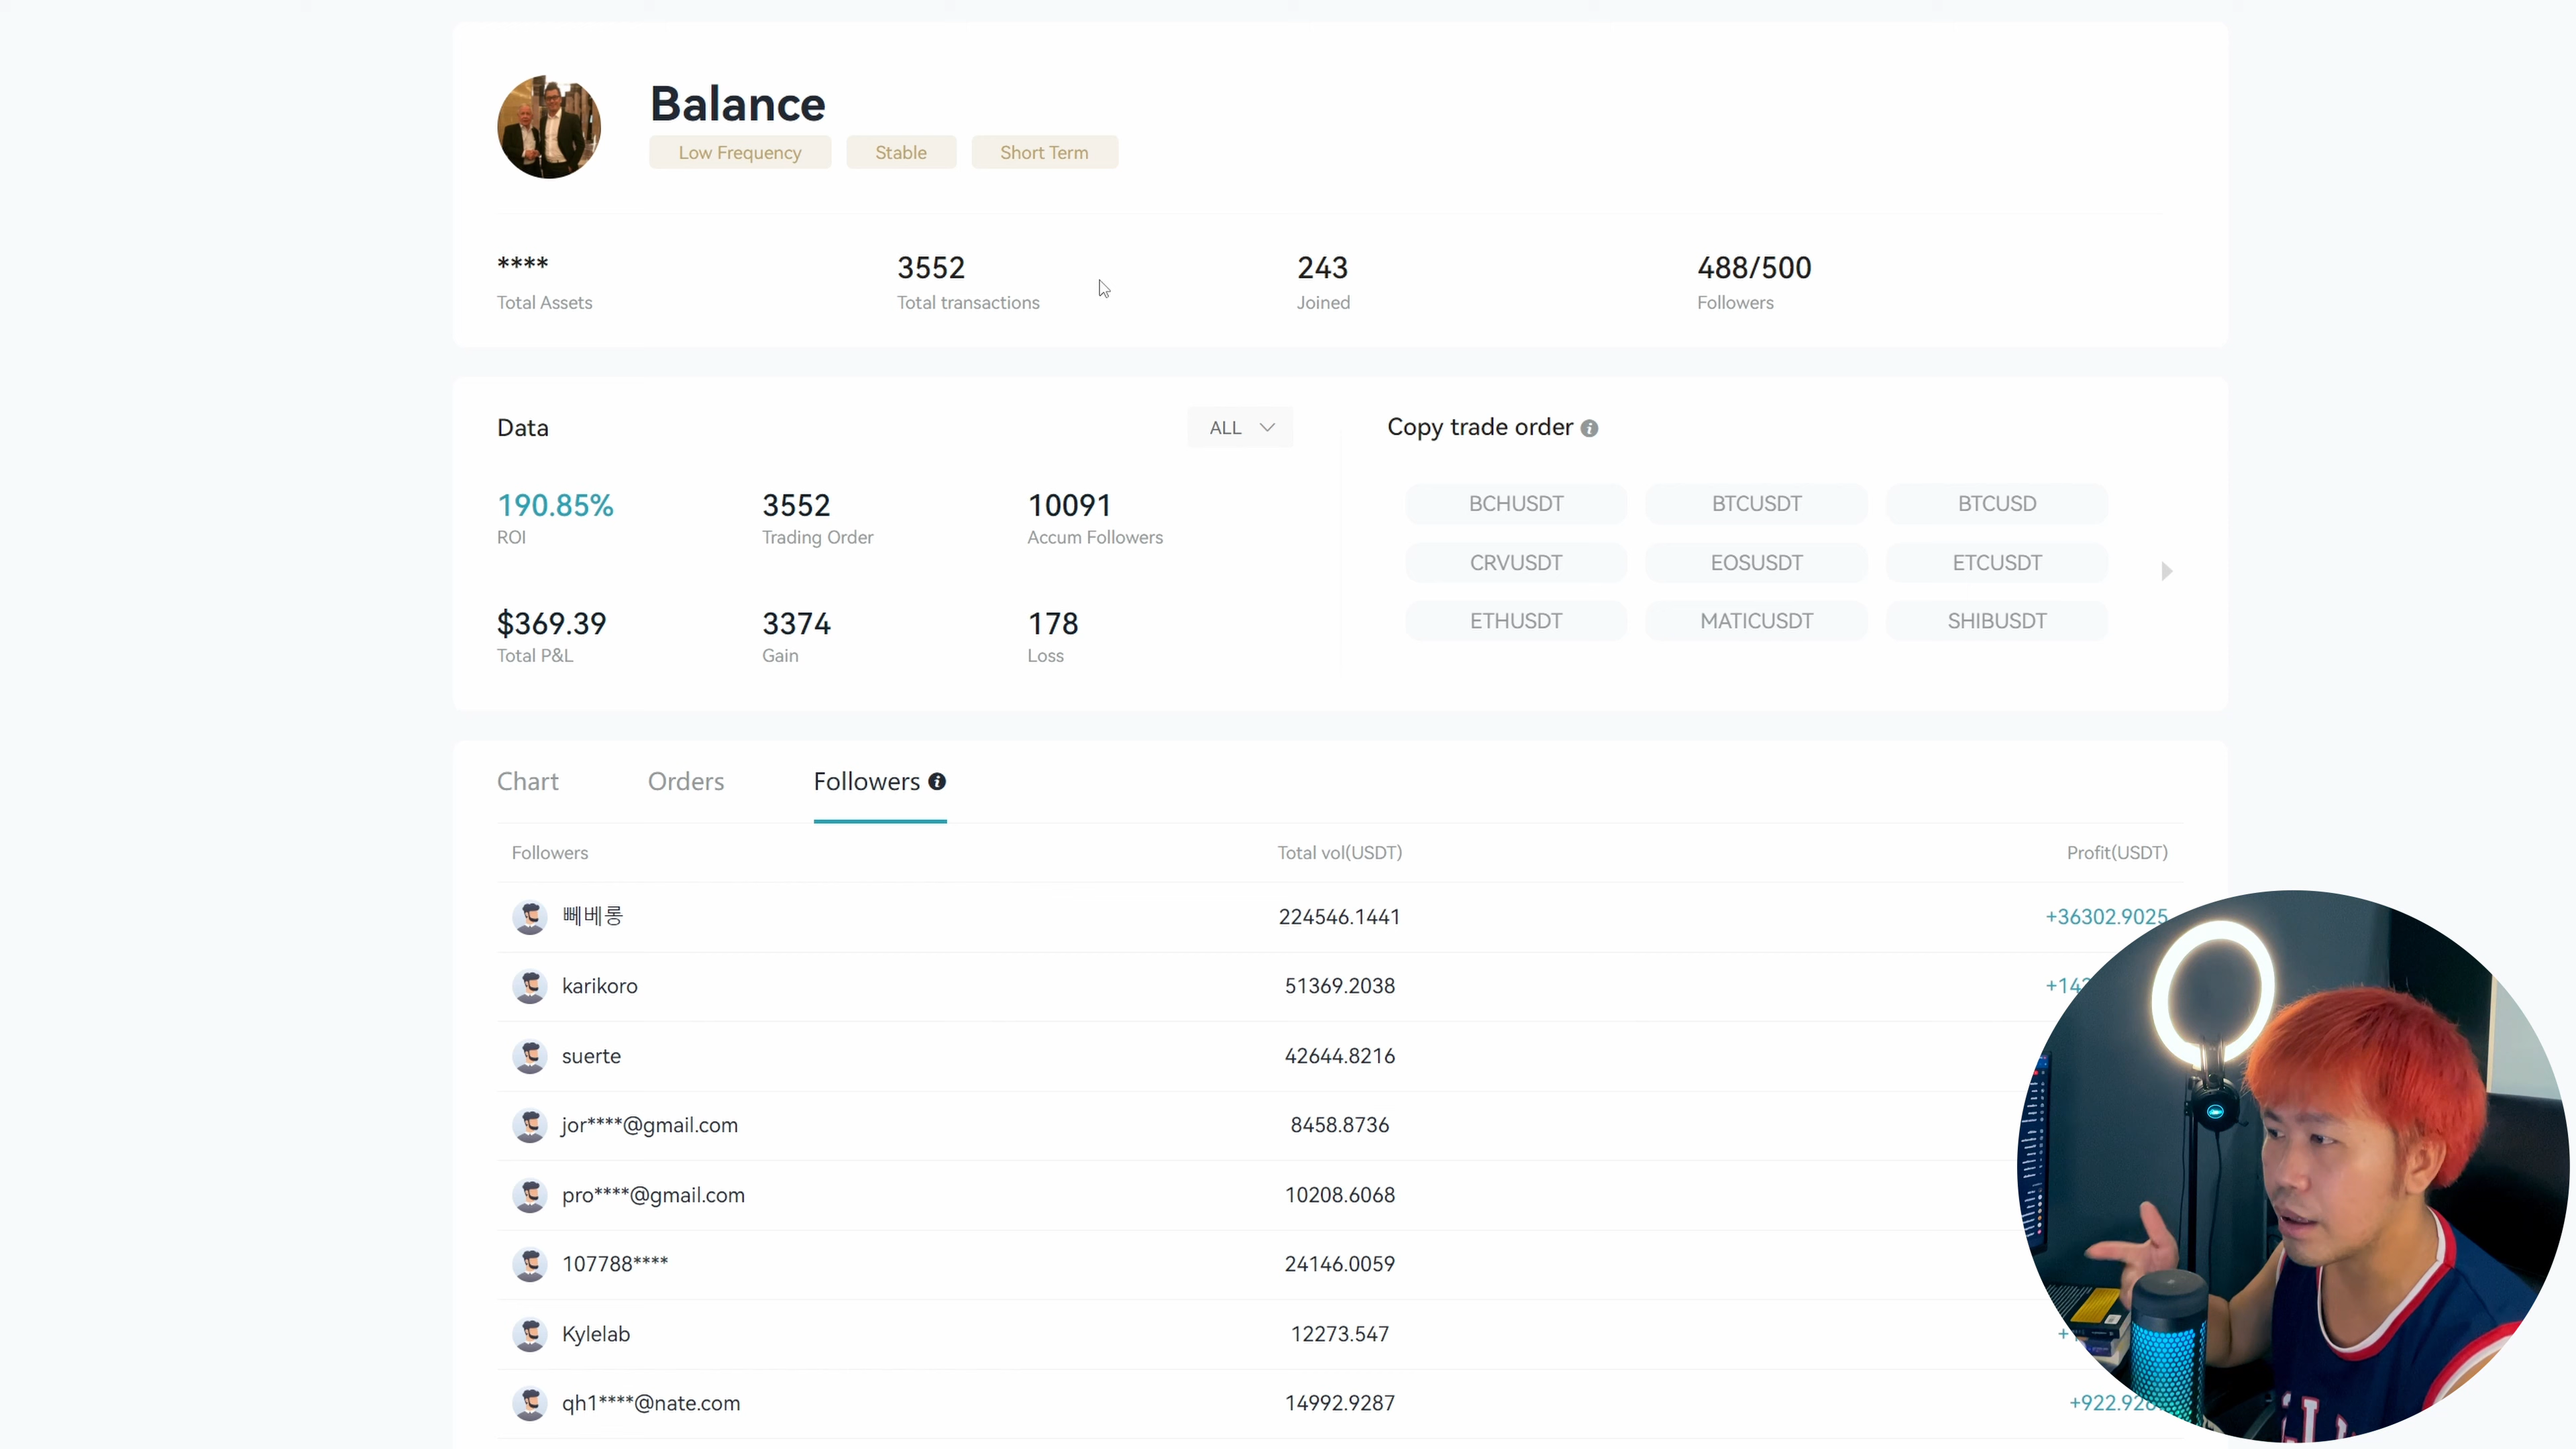 Balance
Low Frequency Stable Short Term
**** 3552 243 488/500
Total Assets Total transactions Joined Followers
Data ALL
190.85% 3552 10091
ROI Trading Order Accum Followers
$369.39 3374 178
Total P&L Gain Loss
Copy trade order
BCHUSDT BTCUSDT BTCUSD
CRVUSDT EOSUSDT ETCUSDT
ETHUSDT MATICUSDT SHIBUSDT
Chart Orders Followers
Followers Total vol(USDT) Profit(USDT)
뻬베롱 224546.1441 +36302.9025
karikoro 51369.2038
suerte 42644.8216
jor****@gmail.com 8458.8736
pro****@gmail.com 10208.6068
107788**** 24146.0059
Kylelab 12273.547
qh1****@nate.com 14992.9287